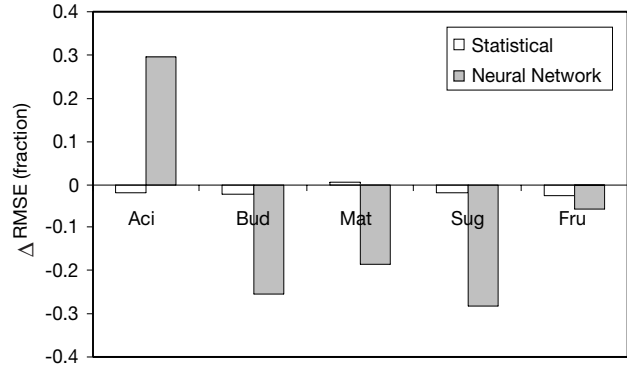 0.4
0.3
0.2
0.1
0
-0.1
-0.2
-0.3
-0.4
Δ RMSE (fraction)
Statistical
Neural Network
Aci Bud Mat Sug Fru